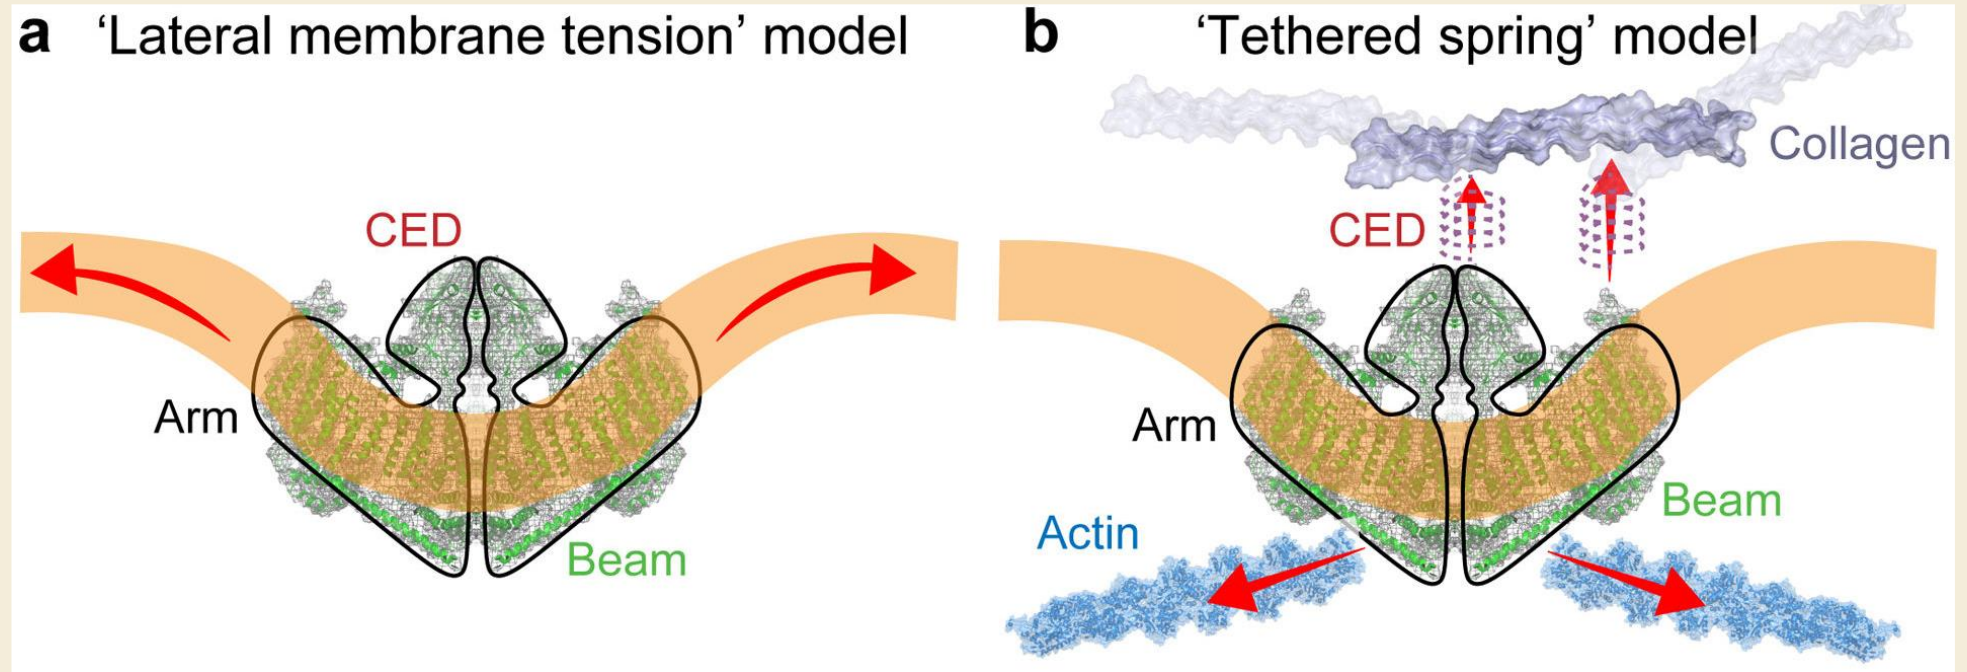 a ‘Lateral membrane tension’ model
CED
Arm
Beam
b ‘Tethered spring’ model
Collagen
CED
Arm
Beam
Actin